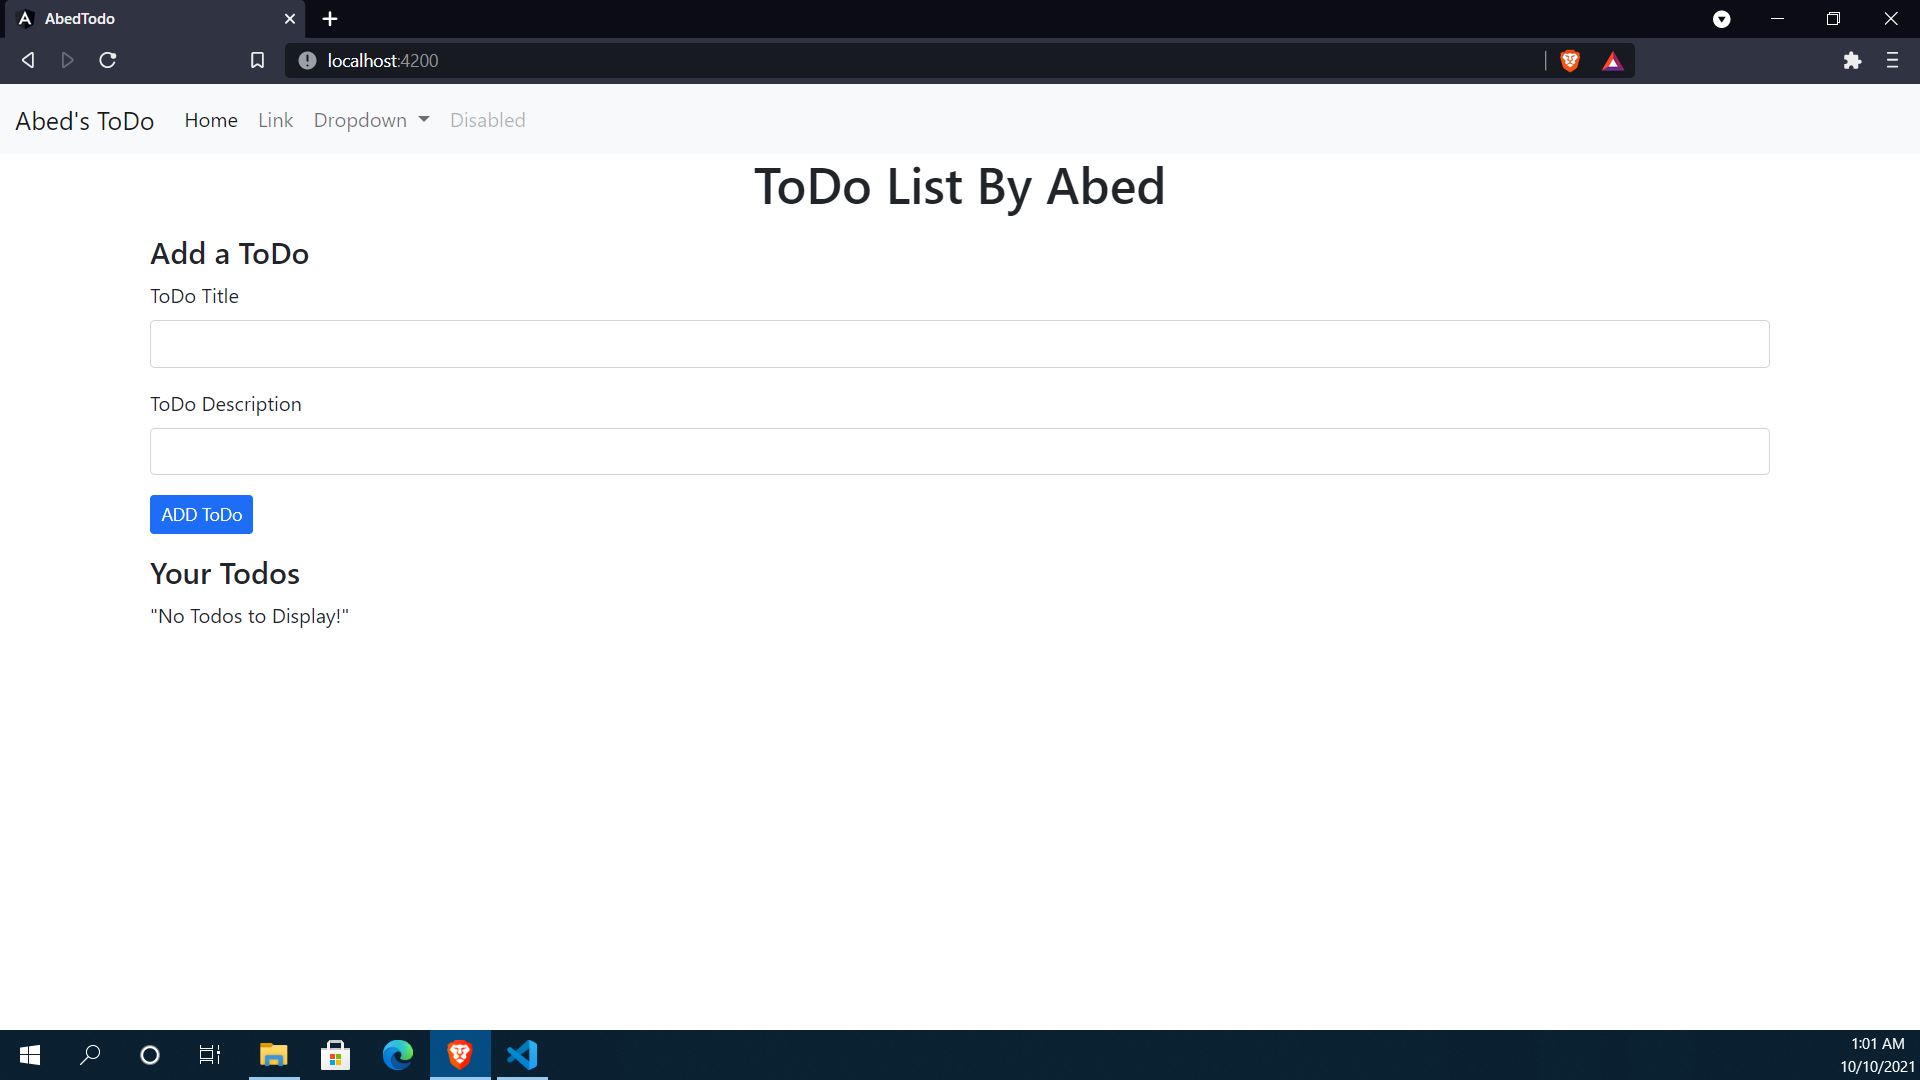 AbedTodo
localhost:4200
Abed's ToDo Home Link Dropdown Disabled
ToDo List By Abed
Add a ToDo
ToDo Title
ToDo Description
ADD ToDo
Your Todos
"No Todos to Display!"
1:01 AM
10/10/2021